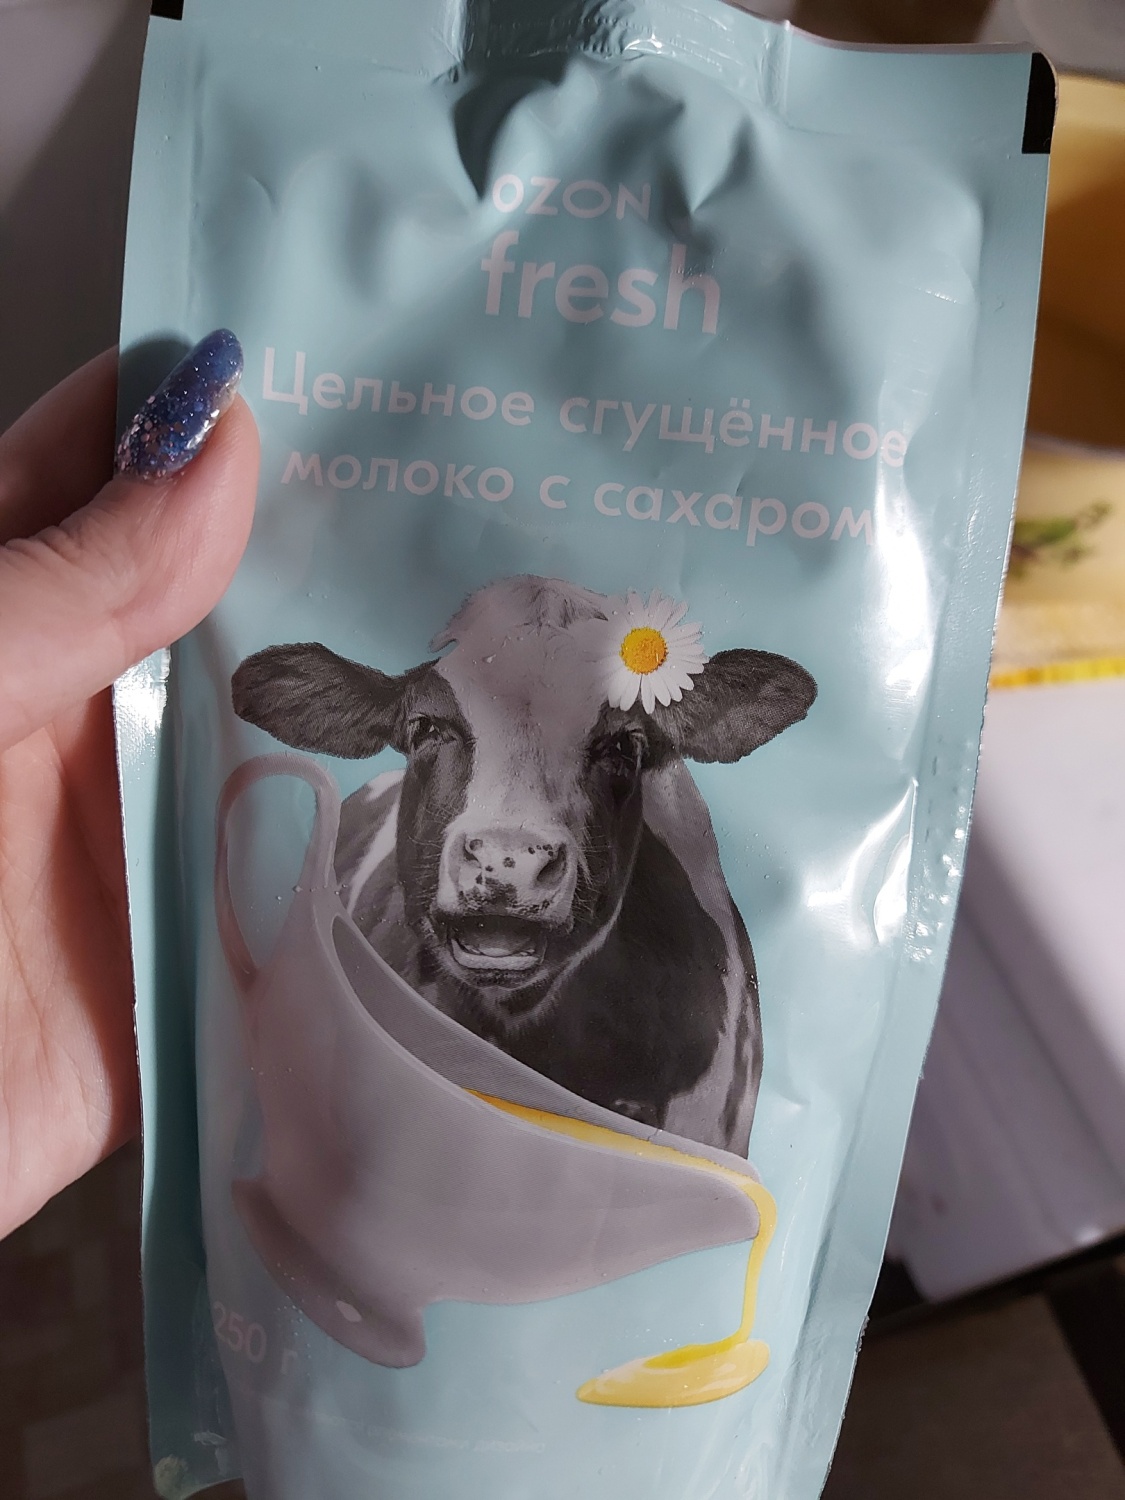 OZON
fresh
Цельное сгущённое
молоко с сахаром
250 г